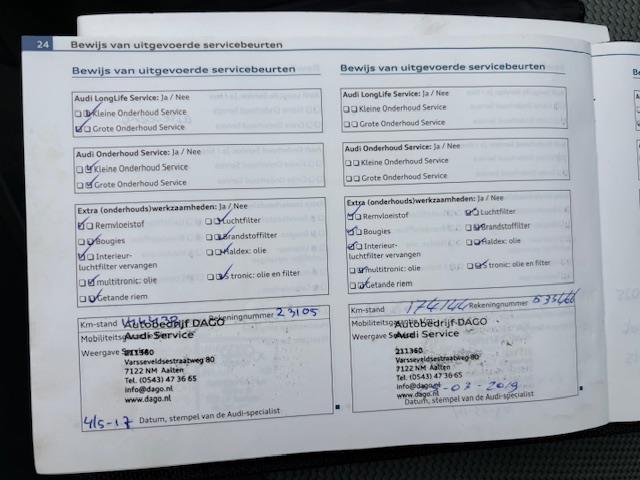 24 Bewijs van uitgevoerde servicebeurten
Bewijs van uitgevoerde servicebeurten
Audi LongLife Service: Ja / Nee
Kleine Onderhoud Service
Grote Onderhoud Service
Audi Onderhoud Service: Ja / Nee
Kleine Onderhoud Service
Grote Onderhoud Service
Extra (onderhouds)werkzaamheden: Ja / Nee
Remvloeistof Luchtfilter
Bougies Brandstoffilter
Interieur- Haldex: olie
luchtfilter vervangen
multitronic: olie S tronic: olie en filter
Getande riem
Km-stand Rekeningnummer 23105
Autobedrijf DAGO
Audi Service
Weergave
211360
Varsseveldsestraatweg 80
7122 NM Aalten
Tel. (0543) 47 36 65
info@dago.nl
www.dago.nl
4/5-17 Datum, stempel van de Audi-specialist
Bewijs van uitgevoerde servicebeurten
Audi LongLife Service: Ja / Nee
Kleine Onderhoud Service
Grote Onderhoud Service
Audi Onderhoud Service: Ja / Nee
Kleine Onderhoud Service
Grote Onderhoud Service
Extra (onderhouds)werkzaamheden: Ja / Nee
Remvloeistof Luchtfilter
Bougies Brandstoffilter
Interieur- Haldex: olie
luchtfilter vervangen
multitronic: olie S tronic: olie en filter
Getande riem
Km-stand 174144 Rekeningnummer
Autobedrijf DAGO
Audi Service
Weergave
211360
Varsseveldsestraatweg 80
7122 NM Aalten
Tel. (0543) 47 36 65
info@dago.nl
www.dago.nl
-03-2019
Datum, stempel van de Audi-specialist